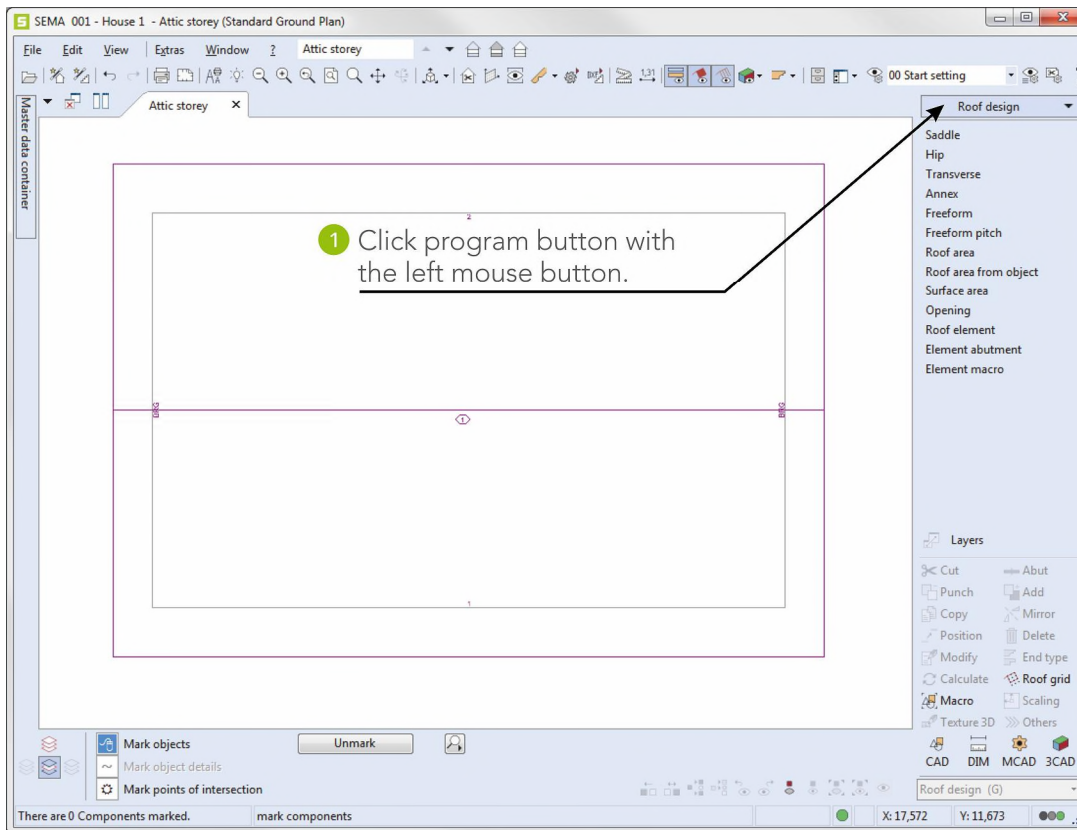 SEMA 001 - House 1 - Attic storey (Standard Ground Plan)
File Edit View Extras Window ? Attic storey
1,31 00 Start setting
Master data container
Attic storey
Roof design
Saddle
Hip
Transverse
Annex
Freeform
Freeform pitch
Roof area
Roof area from object
Surface area
Opening
Roof element
Element abutment
Element macro
2
1 Click program button with
the left mouse button.
1
1
Layers
Cut Abut
Punch Add
Copy Mirror
Position Delete
Modify End type
Calculate Roof grid
Macro Scaling
Texture 3D Others
CAD DIM MCAD 3CAD
Mark objects Unmark
Mark object details
Mark points of intersection
Roof design (G)
There are 0 Components marked. mark components X: 17,572 Y: 11,673